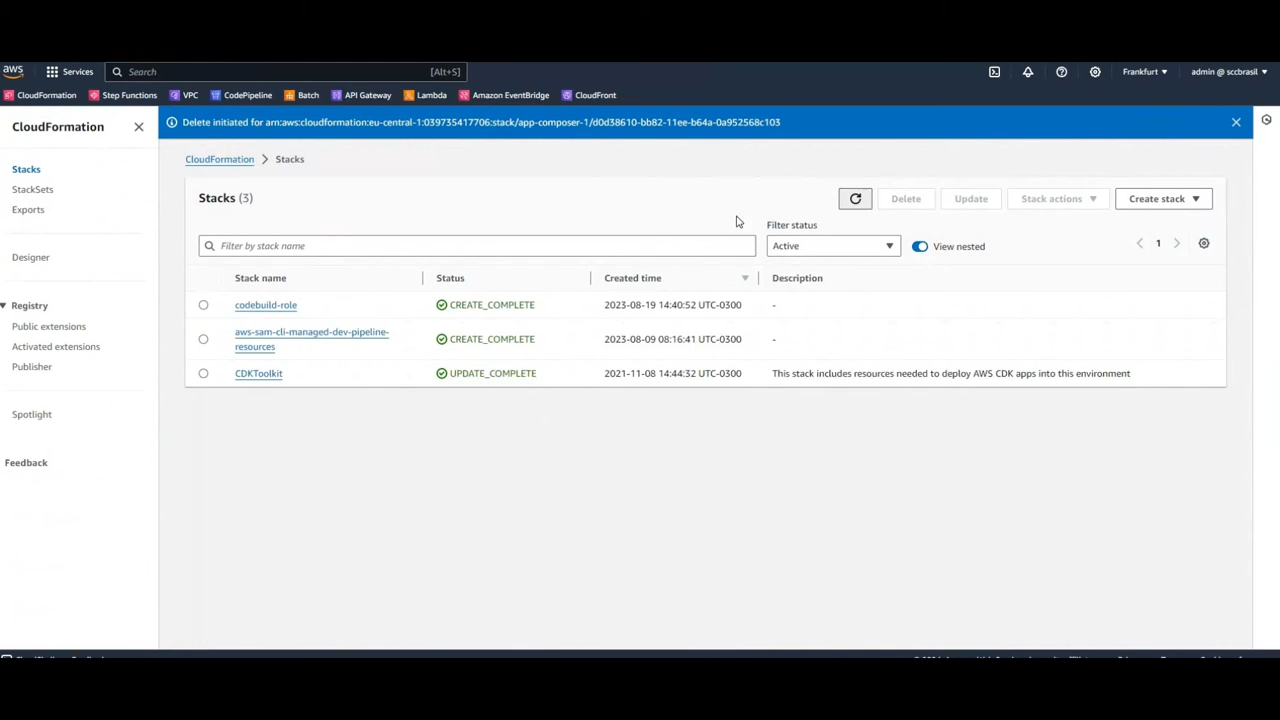 aws Services Search [Alt+S] Frankfurt admin @ sccbrasil
CloudFormation Step Functions VPC CodePipeline Batch API Gateway Lambda Amazon EventBridge CloudFront
CloudFormation
Delete initiated for arn:aws:cloudformation:eu-central-1:039735417706:stack/app-composer-1/d0d38610-bb82-11ee-b64a-0a952568c103
Stacks
StackSets
Exports
Designer
Registry
Public extensions
Activated extensions
Publisher
Spotlight
Feedback
CloudFormation Stacks
Stacks (3) Delete Update Stack actions Create stack
Filter status
Filter by stack name Active View nested 1
Stack name Status Created time Description
codebuild-role CREATE_COMPLETE 2023-08-19 14:40:52 UTC-0300 -
aws-sam-cli-managed-dev-pipeline-
resources CREATE_COMPLETE 2023-08-09 08:16:41 UTC-0300 -
CDKToolkit UPDATE_COMPLETE 2021-11-08 14:44:32 UTC-0300 This stack includes resources needed to deploy AWS CDK apps into this environment